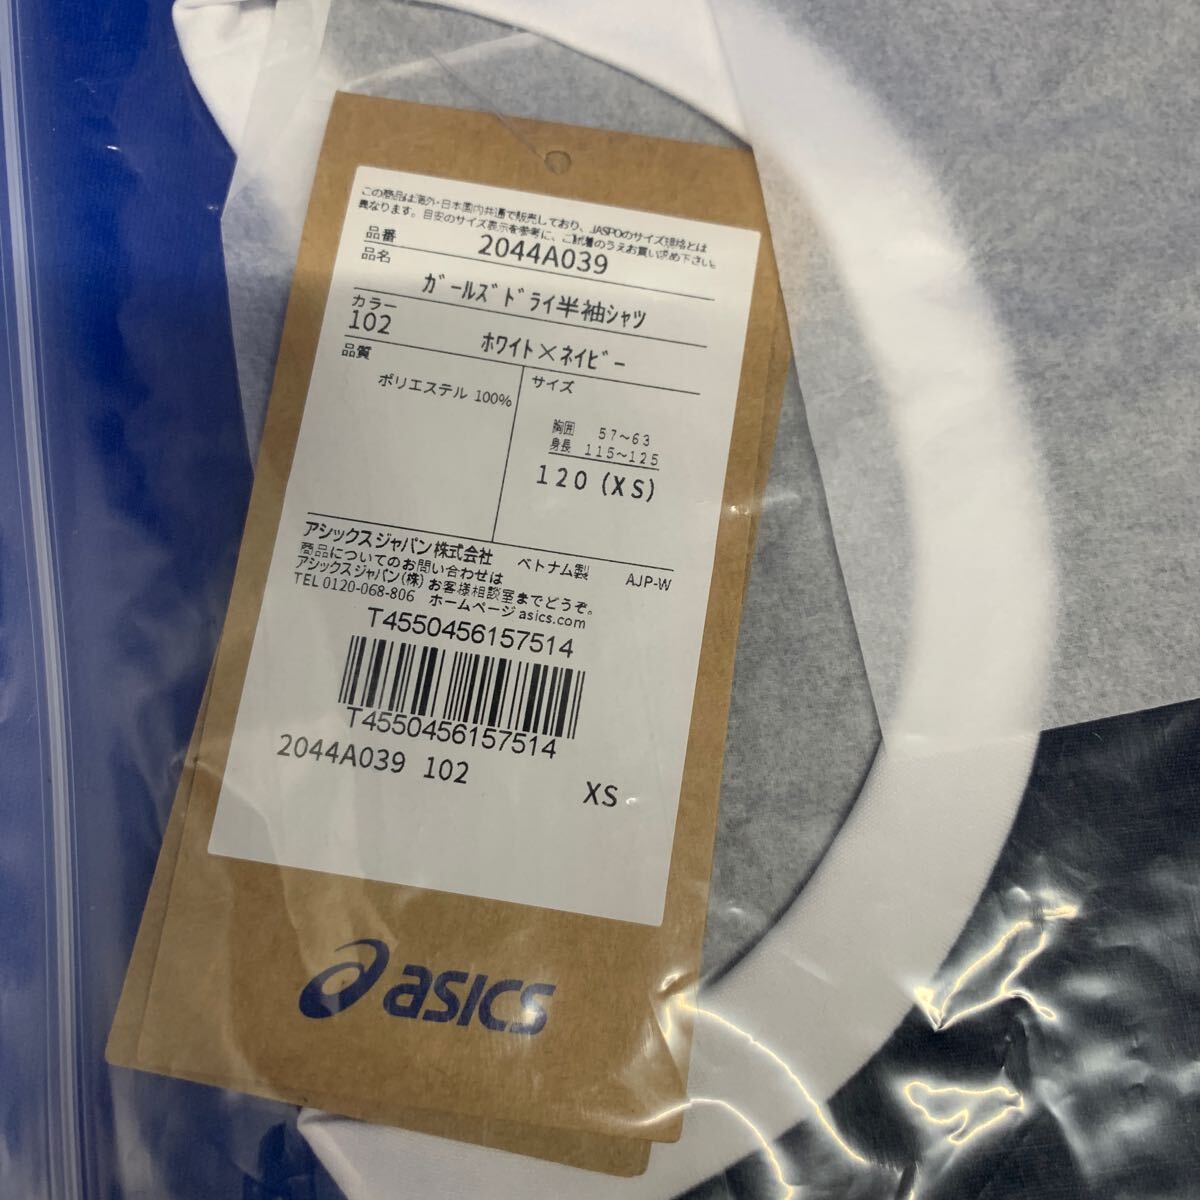 この商品は海外・日本国内共通で販売しており、JASPOのサイズ規格とは
異なります。目安のサイズ表示を参考に、ご試着のうえお買い求め下さい。
品番 2044A039
品名
ガールズドライ半袖シャツ
カラー
102 ホワイト×ネイビー
品質
ポリエステル 100%
サイズ
胸囲 57～63
身長 115～125
120 (XS)
アシックスジャパン株式会社 ベトナム製 AJP-W
商品についてのお問い合わせは
アシックスジャパン(株)お客様相談室までどうぞ。
TEL 0120-068-806 ホームページ asics.com
T4550456157514
T4550456157514
2044A039 102
XS
asics